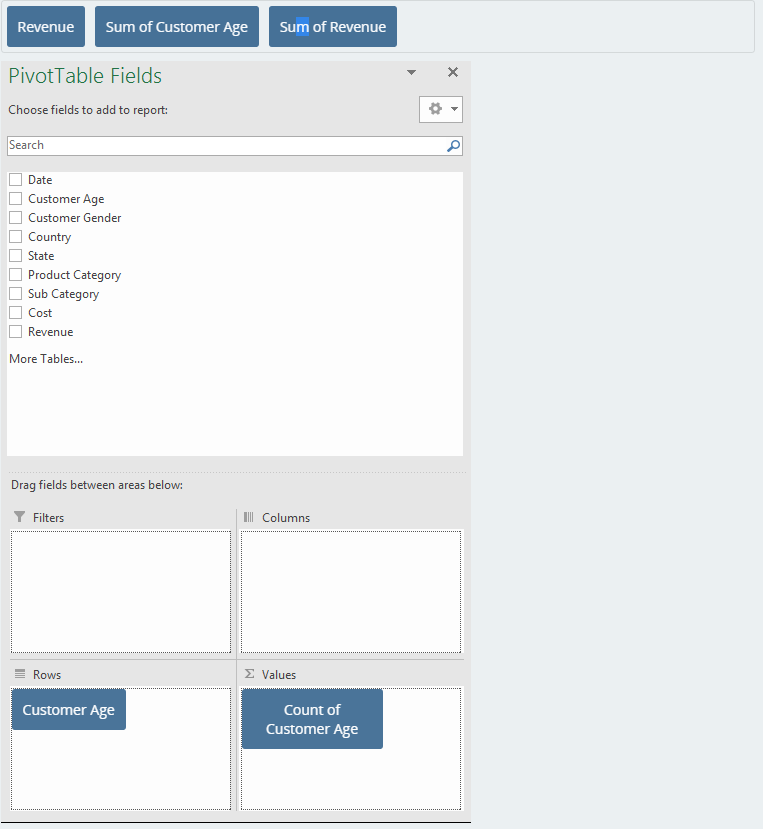 Revenue Sum of Customer Age Sum of Revenue
PivotTable Fields
Choose fields to add to report:
Search
Date
Customer Age
Customer Gender
Country
State
Product Category
Sub Category
Cost
Revenue
More Tables...
Drag fields between areas below:
Filters
Columns
Rows
Σ Values
Customer Age
Count of
Customer Age